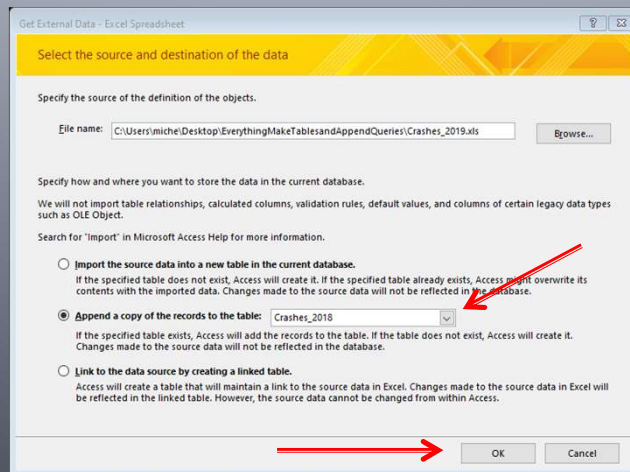 Get External Data - Excel Spreadsheet
Select the source and destination of the data
Specify the source of the definition of the objects.
File name: C:\Users\miche\Desktop\EverythingMakeTablesandAppendQueries\Crashes_2019.xls Browse...
Specify how and where you want to store the data in the current database.
We will not import table relationships, calculated columns, validation rules, default values, and columns of certain legacy data types
such as OLE Object.
Search for "Import" in Microsoft Access Help for more information.
Import the source data into a new table in the current database.
If the specified table does not exist, Access will create it. If the specified table already exists, Access might overwrite its
contents with the imported data. Changes made to the source data will not be reflected in the database.
Append a copy of the records to the table: Crashes_2018
If the specified table exists, Access will add the records to the table. If the table does not exist, Access will create it.
Changes made to the source data will not be reflected in the database.
Link to the data source by creating a linked table.
Access will create a table that will maintain a link to the source data in Excel. Changes made to the source data in Excel will
be reflected in the linked table. However, the source data cannot be changed from within Access.
OK Cancel